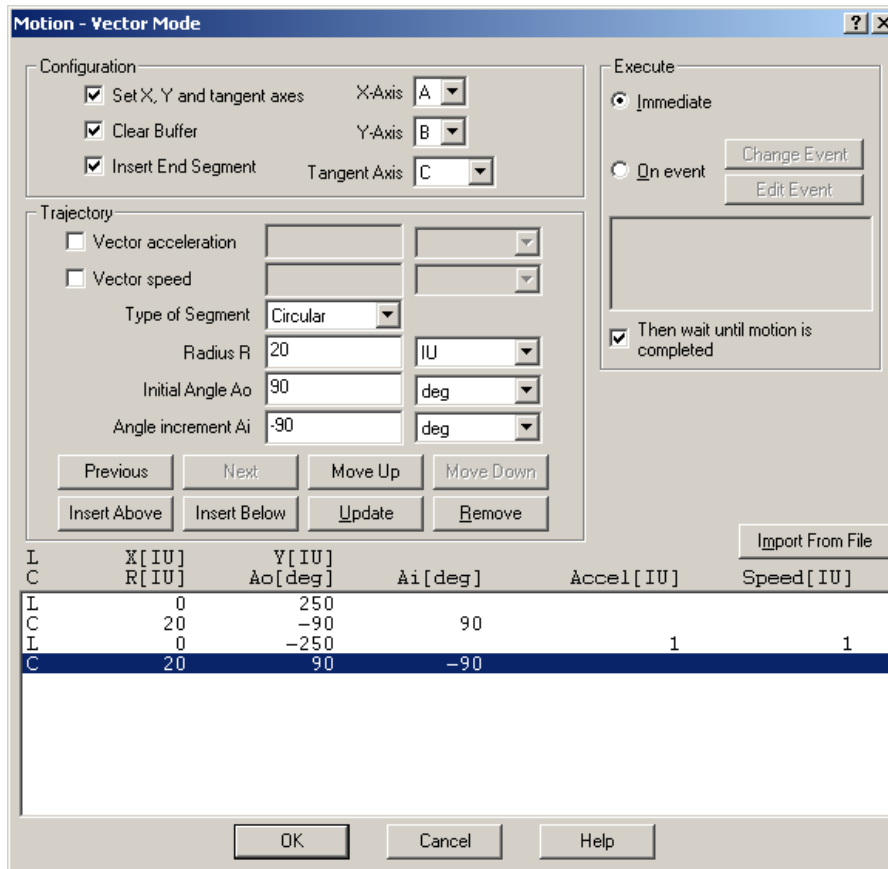 Motion - Vector Mode
Configuration
Set X, Y and tangent axes
X-Axis A
Clear Buffer
Y-Axis B
Insert End Segment
Tangent Axis C
Execute
Immediate
On event
Change Event
Edit Event
Then wait until motion is
completed
Trajectory
Vector acceleration
Vector speed
Type of Segment Circular
Radius R 20 IU
Initial Angle Ao 90 deg
Angle increment Ai -90 deg
Previous Next Move Up Move Down
Insert Above Insert Below Update Remove
Import From File
L X[IU] Y[IU]
C R[IU] Ao[deg] Ai[deg] Accel[IU] Speed[IU]
L 0 250
C 20 -90 90
L 0 -250 1 1
C 20 90 -90
OK Cancel Help